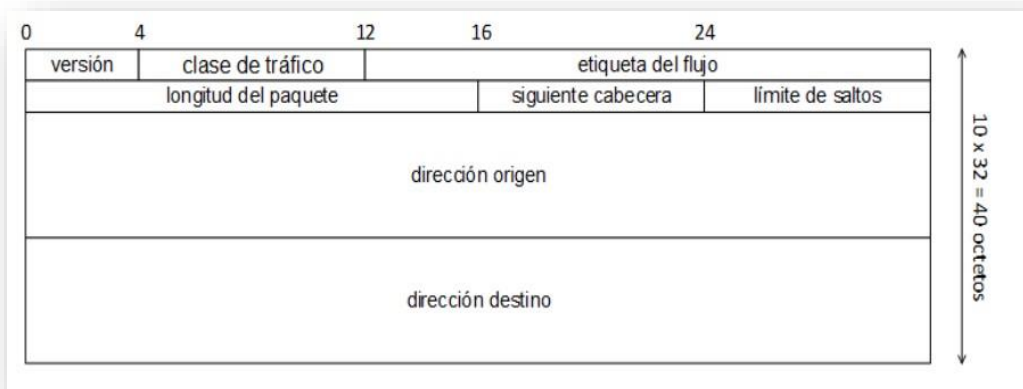 0 4 12 16 24
versión clase de tráfico etiqueta del flujo
longitud del paquete siguiente cabecera límite de saltos
dirección origen
dirección destino
10 x 32 = 40 octetos